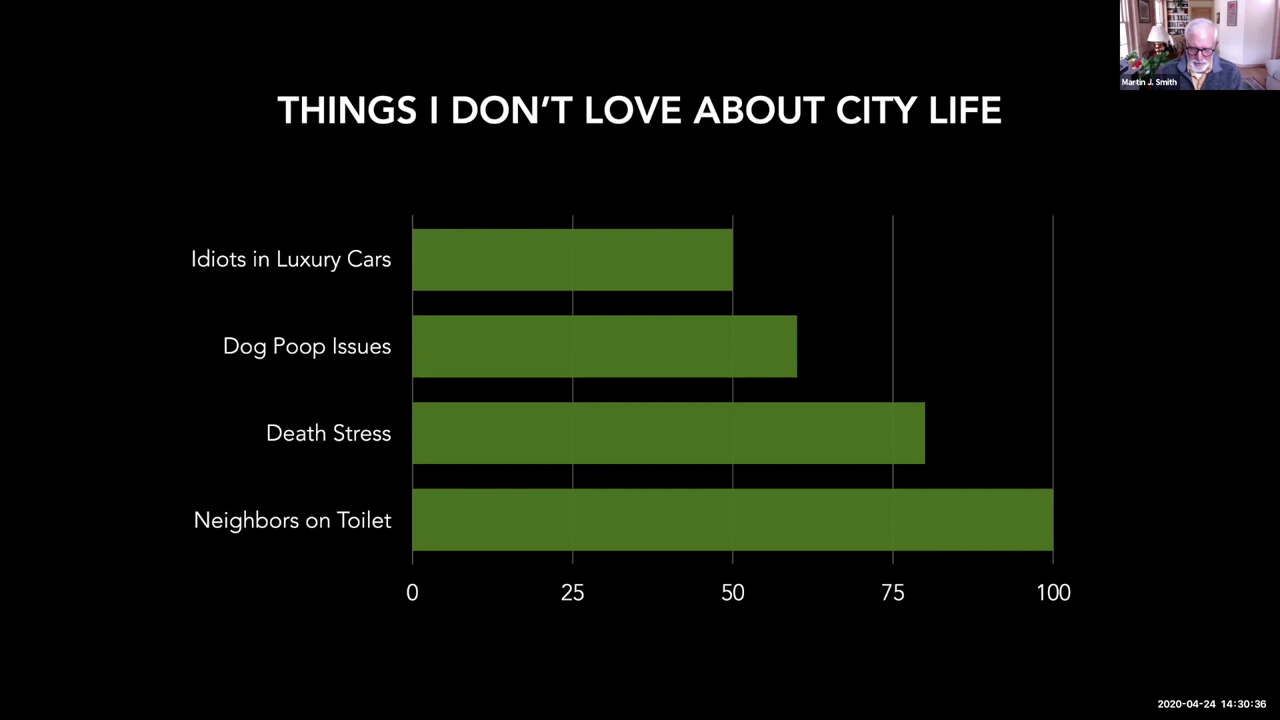 Martin J. Smith
THINGS I DON’T LOVE ABOUT CITY LIFE
Idiots in Luxury Cars
Dog Poop Issues
Death Stress
Neighbors on Toilet
0 25 50 75 100
2020-04-24 14:30:36